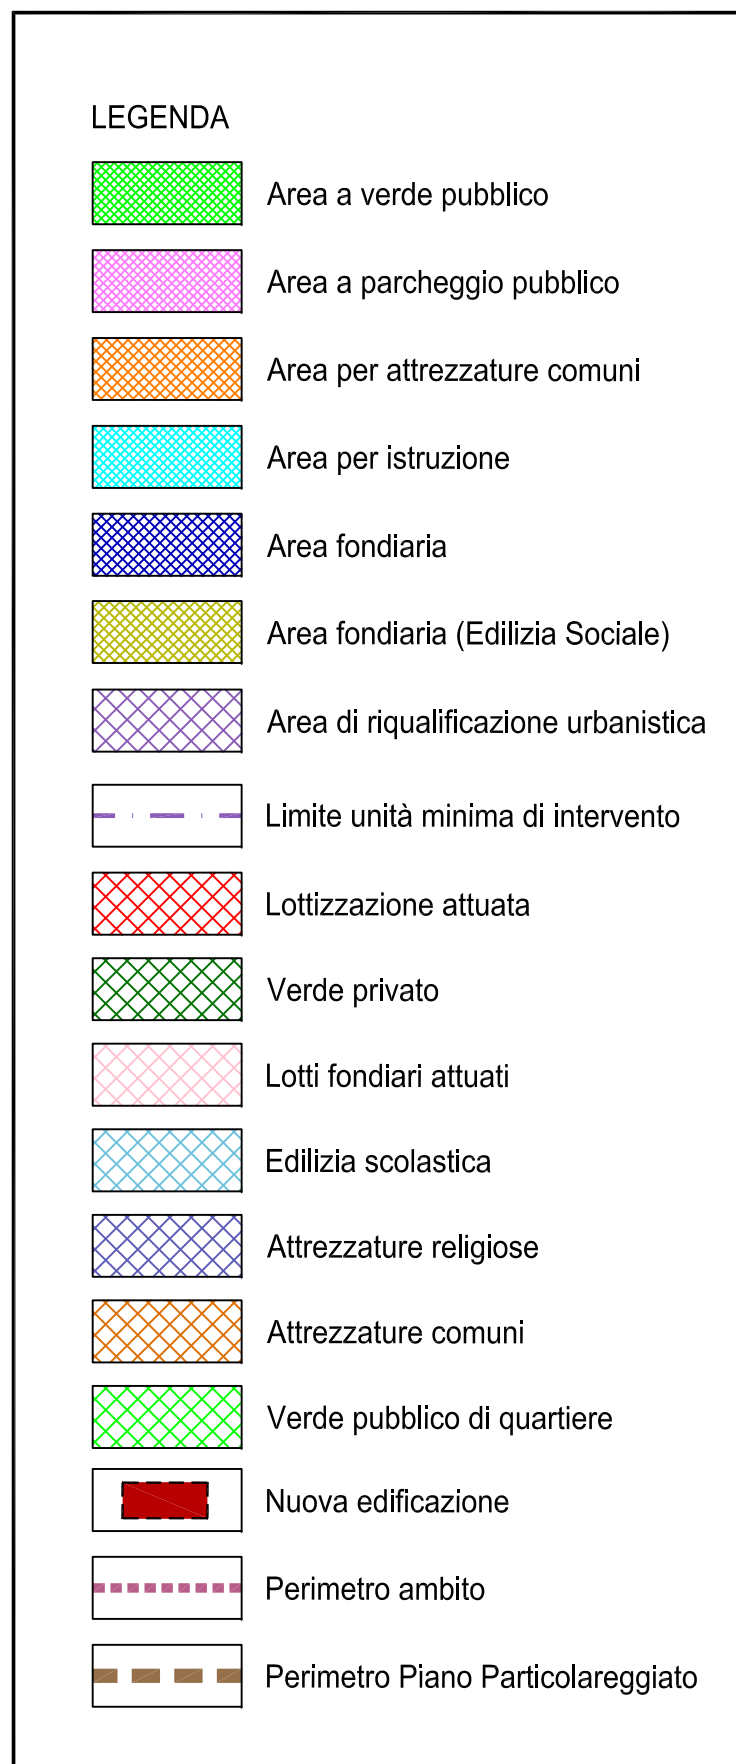 LEGENDA
Area a verde pubblico
Area a parcheggio pubblico
Area per attrezzature comuni
Area per istruzione
Area fondiaria
Area fondiaria (Edilizia Sociale)
Area di riqualificazione urbanistica
Limite unità minima di intervento
Lottizzazione attuata
Verde privato
Lotti fondiari attuati
Edilizia scolastica
Attrezzature religiose
Attrezzature comuni
Verde pubblico di quartiere
Nuova edificazione
Perimetro ambito
Perimetro Piano Particolareggiato